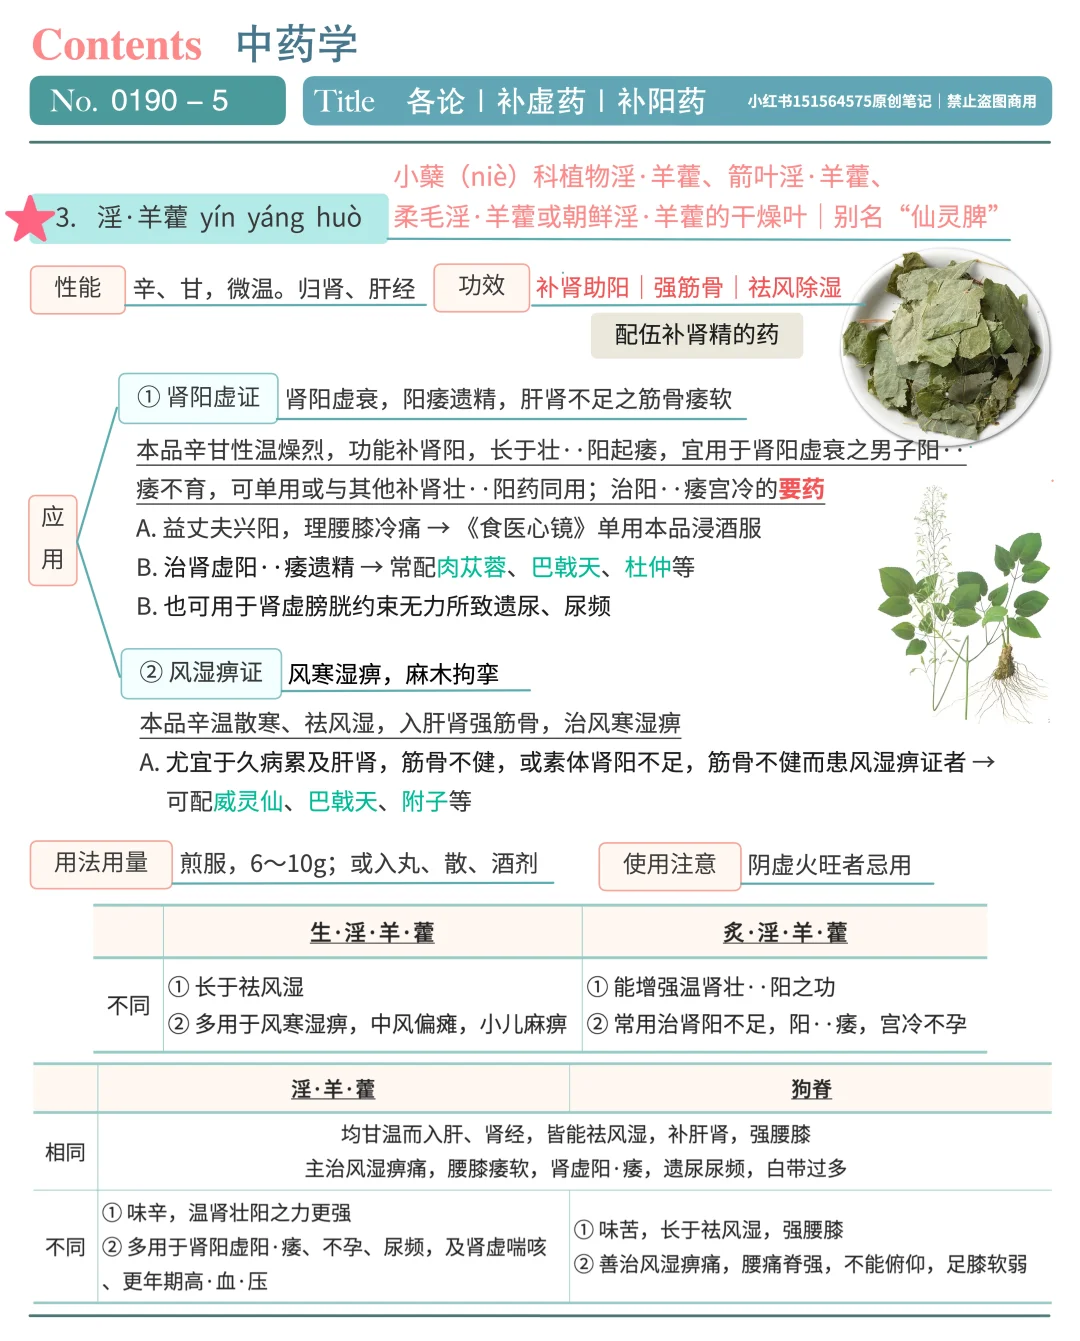 Contents 中药学
No. 0190 – 5
Title 各论丨补虚药丨补阳药 小红书151564575原创笔记｜禁止盗图商用
小蘖（niè）科植物淫·羊藿、箭叶淫·羊藿、
3. 淫·羊藿 yín yáng huò
柔毛淫·羊藿或朝鲜淫·羊藿的干燥叶｜别名“仙灵脾”
性能 辛、甘，微温。归肾、肝经
功效 补肾助阳｜强筋骨｜祛风除湿
配伍补肾精的药
应用
① 肾阳虚证 肾阳虚衰，阳痿遗精，肝肾不足之筋骨痿软
本品辛甘性温燥烈，功能补肾阳，长于壮··阳起痿，宜用于肾阳虚衰之男子阳··
痿不育，可单用或与其他补肾壮··阳药同用；治阳··痿宫冷的要药
A. 益丈夫兴阳，理腰膝冷痛 → 《食医心镜》单用本品浸酒服
B. 治肾虚阳··痿遗精 → 常配肉苁蓉、巴戟天、杜仲等
B. 也可用于肾虚膀胱约束无力所致遗尿、尿频
② 风湿痹证 风寒湿痹，麻木拘挛
本品辛温散寒、祛风湿，入肝肾强筋骨，治风寒湿痹
A. 尤宜于久病累及肝肾，筋骨不健，或素体肾阳不足，筋骨不健而患风湿痹证者 →
可配威灵仙、巴戟天、附子等
用法用量 煎服，6～10g；或入丸、散、酒剂
使用注意 阴虚火旺者忌用
生·淫·羊·藿 炙·淫·羊·藿
不同
① 长于祛风湿
② 多用于风寒湿痹，中风偏瘫，小儿麻痹
① 能增强温肾壮··阳之功
② 常用治肾阳不足，阳··痿，宫冷不孕
淫·羊·藿 狗脊
相同
均甘温而入肝、肾经，皆能祛风湿，补肝肾，强腰膝
主治风湿痹痛，腰膝痿软，肾虚阳·痿，遗尿尿频，白带过多
不同
① 味辛，温肾壮阳之力更强
② 多用于肾阳虚阳·痿、不孕、尿频，及肾虚喘咳
、更年期高·血·压
① 味苦，长于祛风湿，强腰膝
② 善治风湿痹痛，腰痛脊强，不能俯仰，足膝软弱